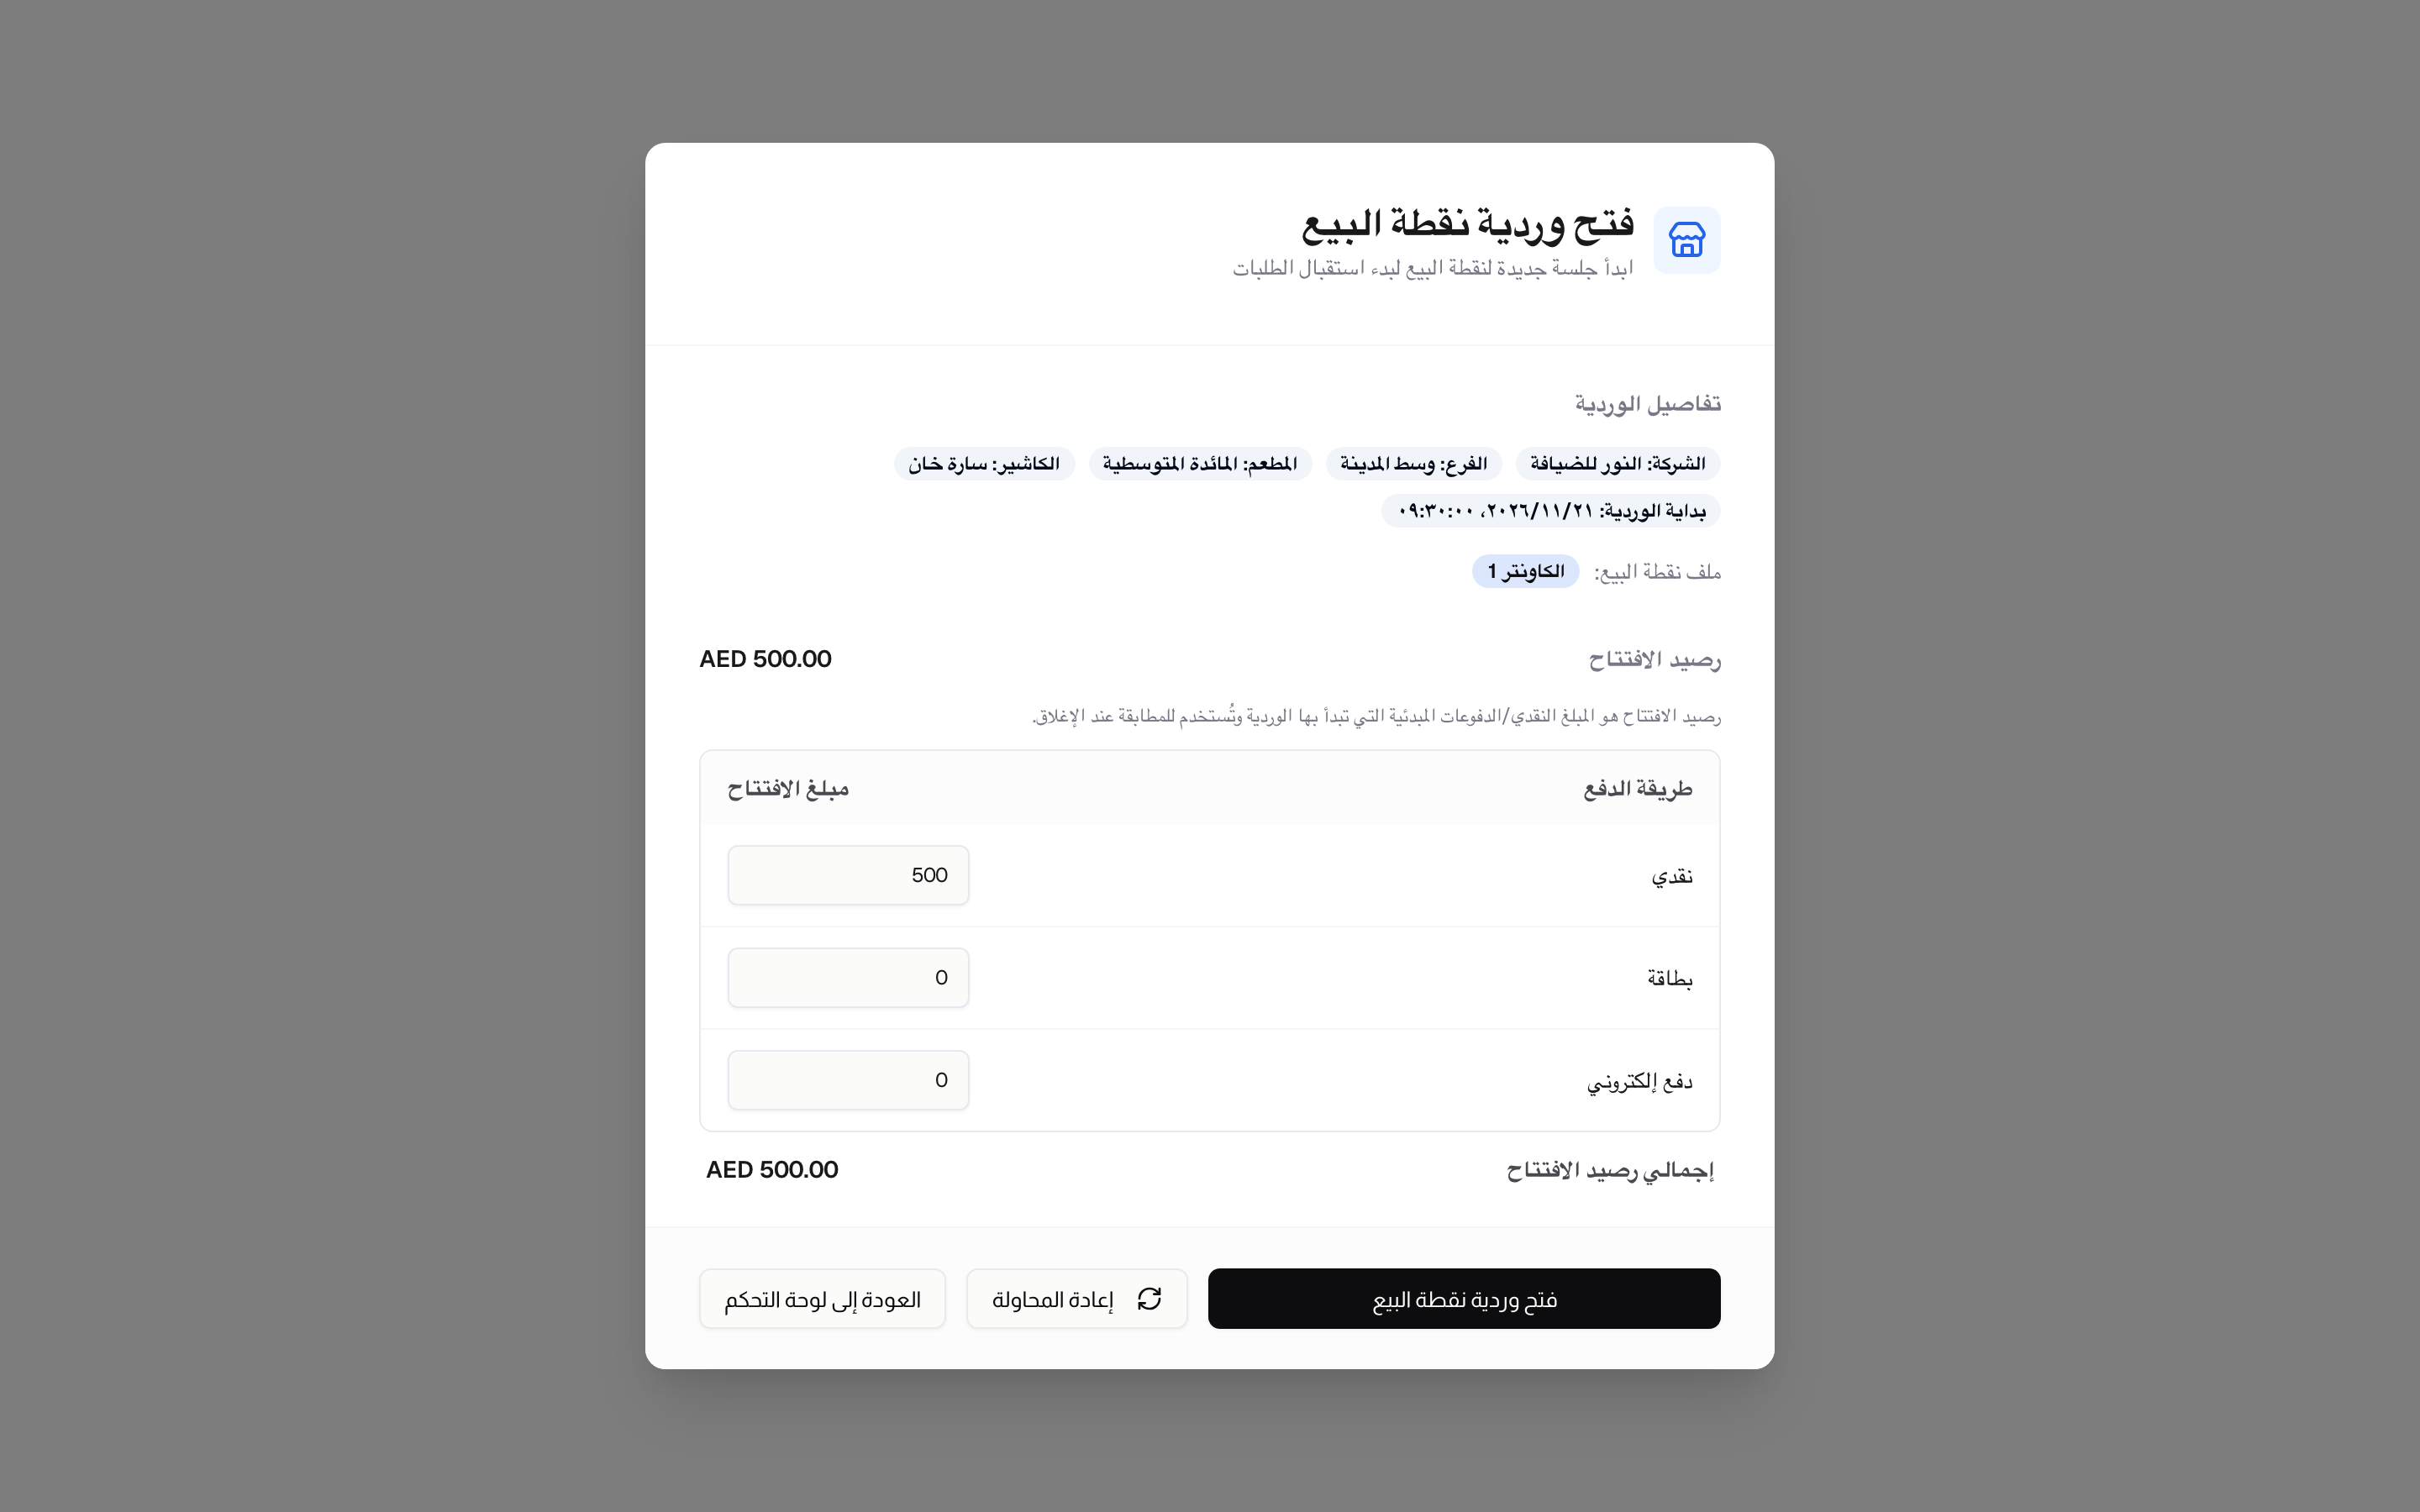 فتح وردية نقطة البيع
ابدأ جلسة جديدة لنقطة البيع لبدء استقبال الطلبات
تفاصيل الوردية
الشركة: النور للضيافة الفرع: وسط المدينة المطعم: المائدة المتوسطية الكاشير: سارة خان
بداية الوردية: ٢٠٢٦/١١/٢١، ٠٩:٣٠:٠٠
ملف نقطة البيع: الكاونتر 1
رصيد الافتتاح AED 500.00
رصيد الافتتاح هو المبلغ النقدي/الدفوعات المبدئية التي تبدأ بها الوردية وتُستخدم للمطابقة عند الإغلاق.
طريقة الدفع مبلغ الافتتاح
نقدي 500
بطاقة 0
دفع إلكتروني 0
إجمالي رصيد الافتتاح AED 500.00
فتح وردية نقطة البيع إعادة المحاولة العودة إلى لوحة التحكم